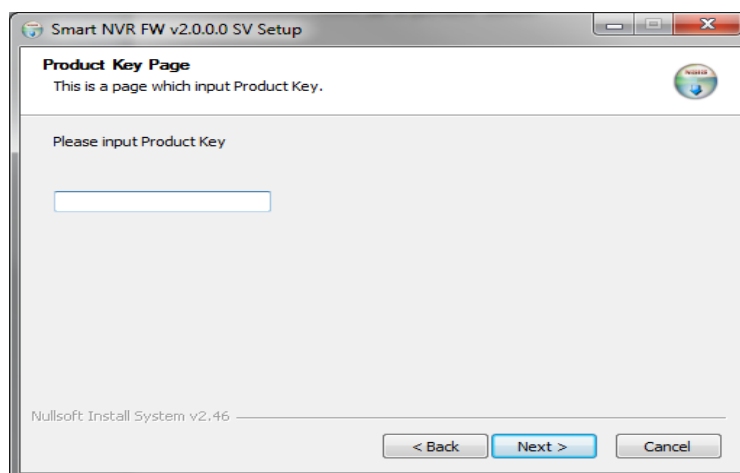 Smart NVR FW v2.0.0.0 SV Setup
Product Key Page
This is a page which input Product Key.
Please input Product Key
Nullsoft Install System v2.46
< Back
Next >
Cancel